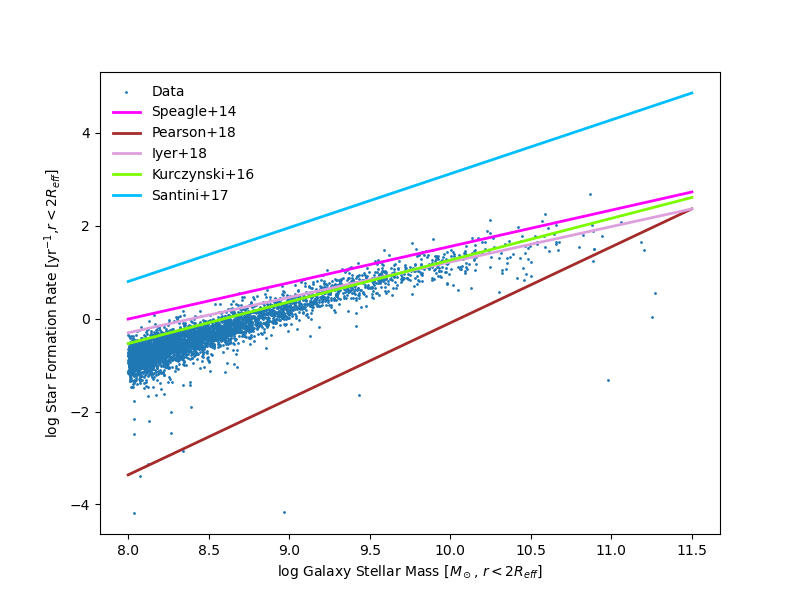 Data
Speagle+14
Pearson+18
Iyer+18
Kurczynski+16
Santini+17
4
2
0
−2
−4
8.0 8.5 9.0 9.5 10.0 10.5 11.0 11.5
log Star Formation Rate [yr⁻¹,r < 2R_eff]
log Galaxy Stellar Mass [M_⊙, r < 2R_eff]